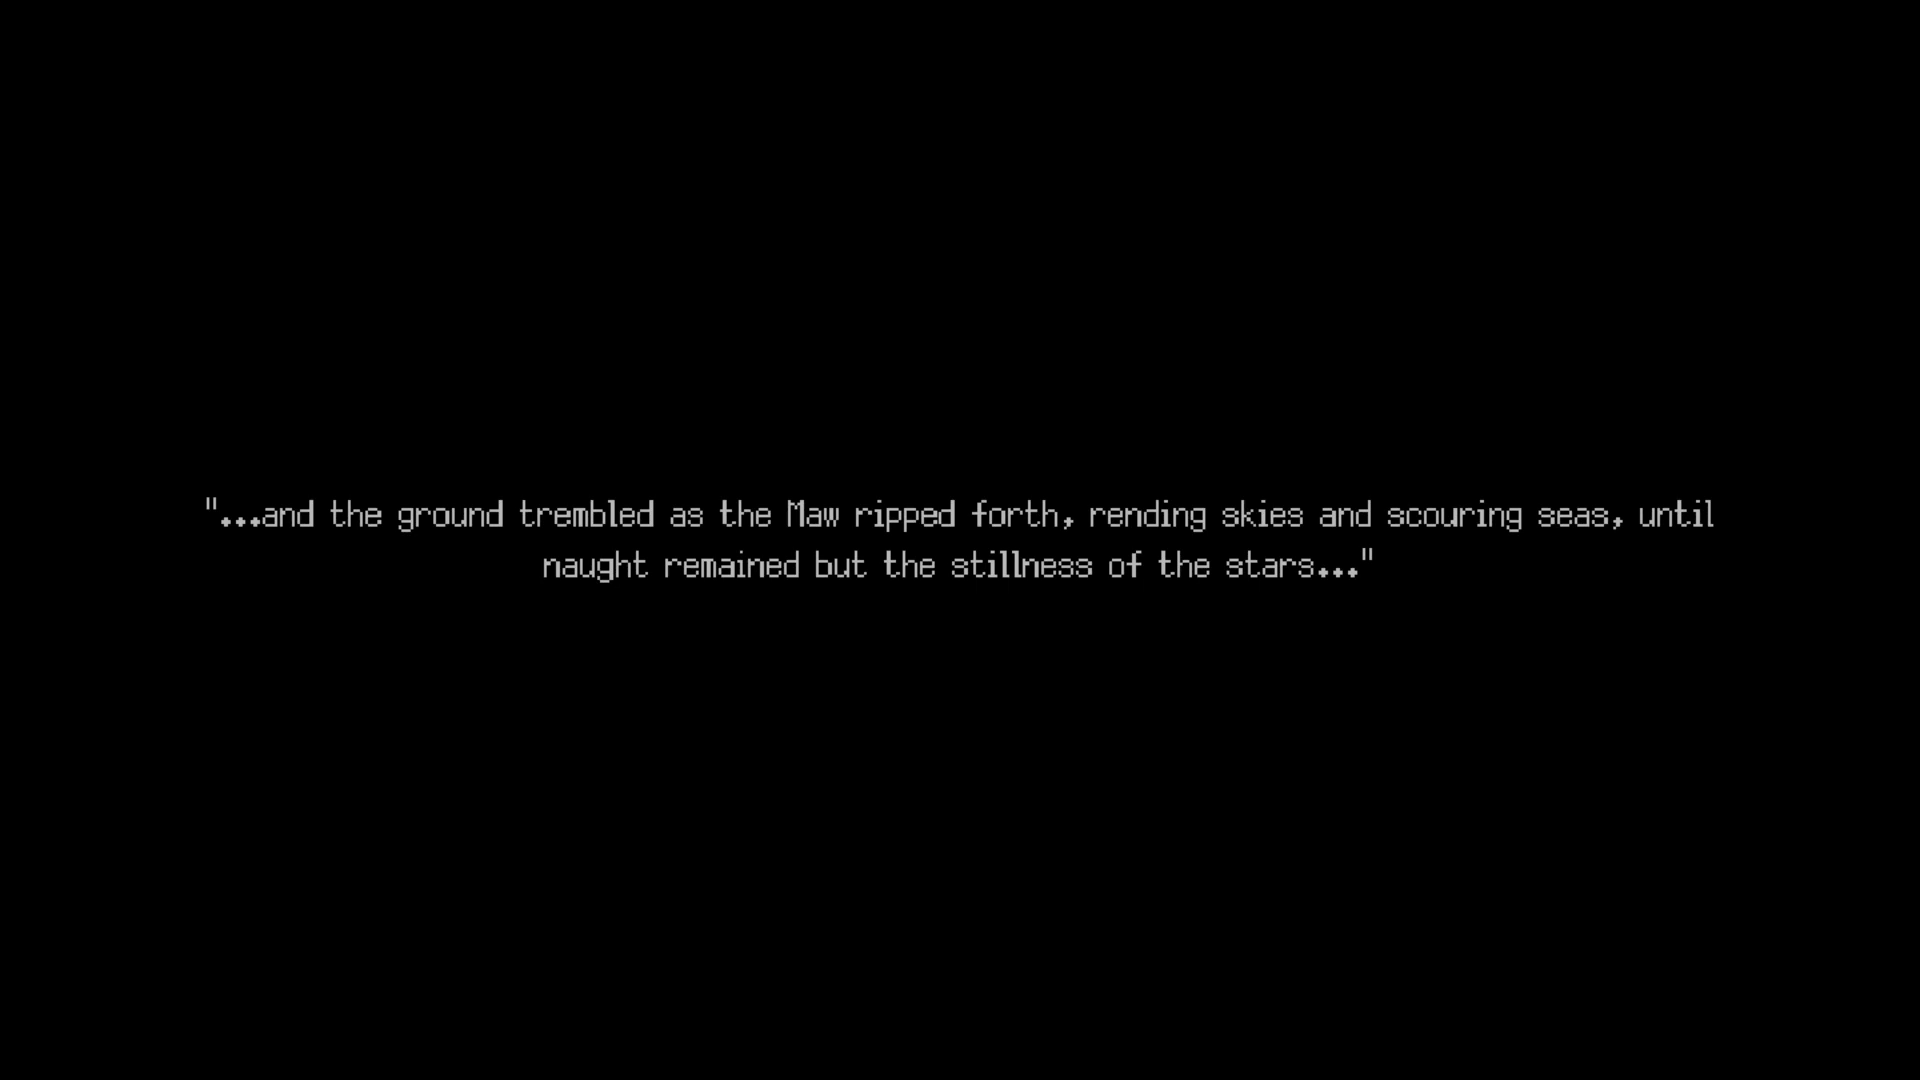 "...and the ground trembled as the Maw ripped forth, rending skies and scouring seas, until
naught remained but the stillness of the stars..."